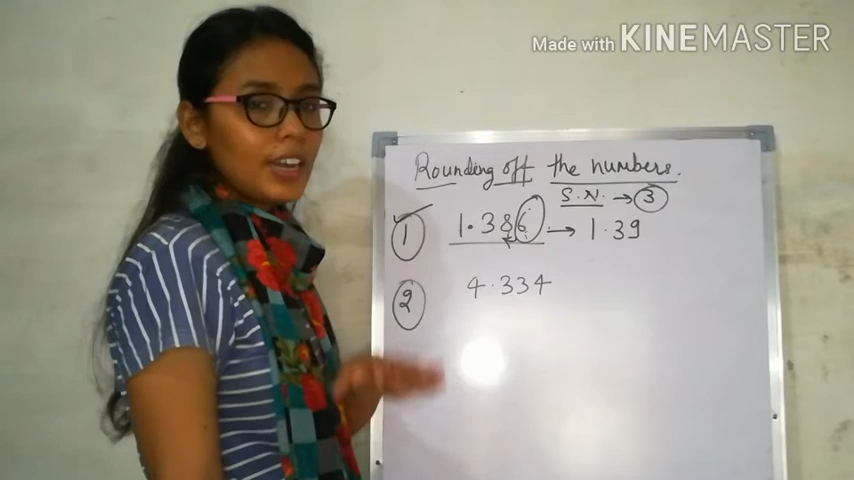 Made with KINEMASTER
Rounding off the numbers.
S.N. → 3
1 1.386 → 1.39
2 4.334